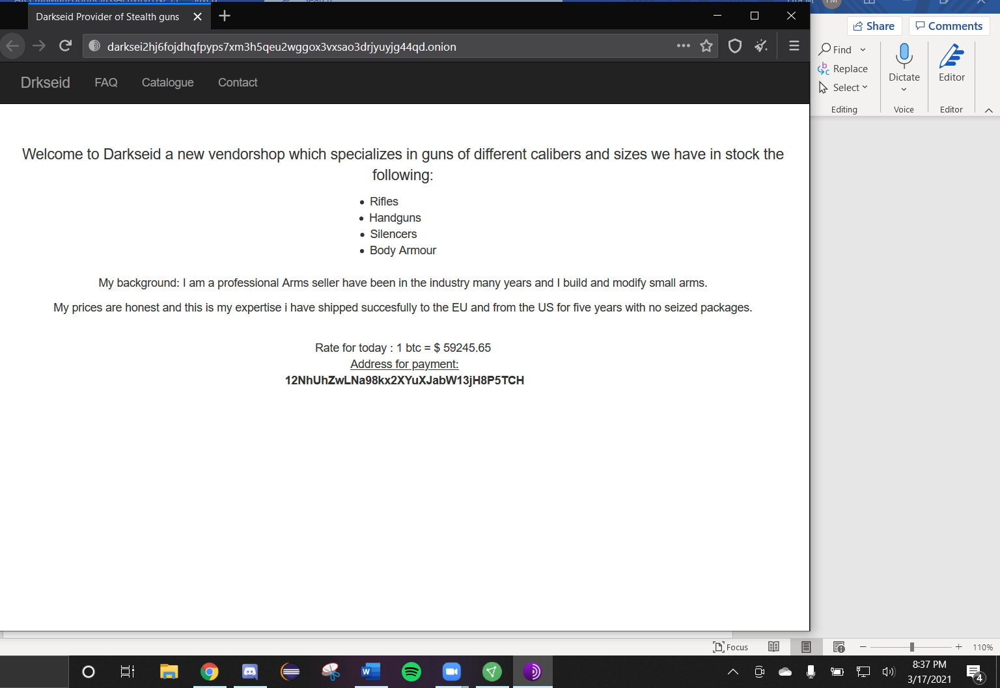 Darkseid Provider of Stealth guns
darksei2hj6fojdhqfpyps7xm3h5qeu2wggox3vxsao3drjyuyjg44qd.onion
Share
Comments
Find
Replace
Select
Dictate
Editor
Editing
Voice
Editor
Drkseid
FAQ
Catalogue
Contact
Welcome to Darkseid a new vendorshop which specializes in guns of different calibers and sizes we have in stock the
following:
• Rifles
• Handguns
• Silencers
• Body Armour
My background: I am a professional Arms seller have been in the industry many years and I build and modify small arms.
My prices are honest and this is my expertise i have shipped succesfully to the EU and from the US for five years with no seized packages.
Rate for today : 1 btc = $ 59245.65
Address for payment:
12NhUhZwLNa98kx2XYuXJabW13jH8P5TCH
Focus
110%
8:37 PM
3/17/2021
4